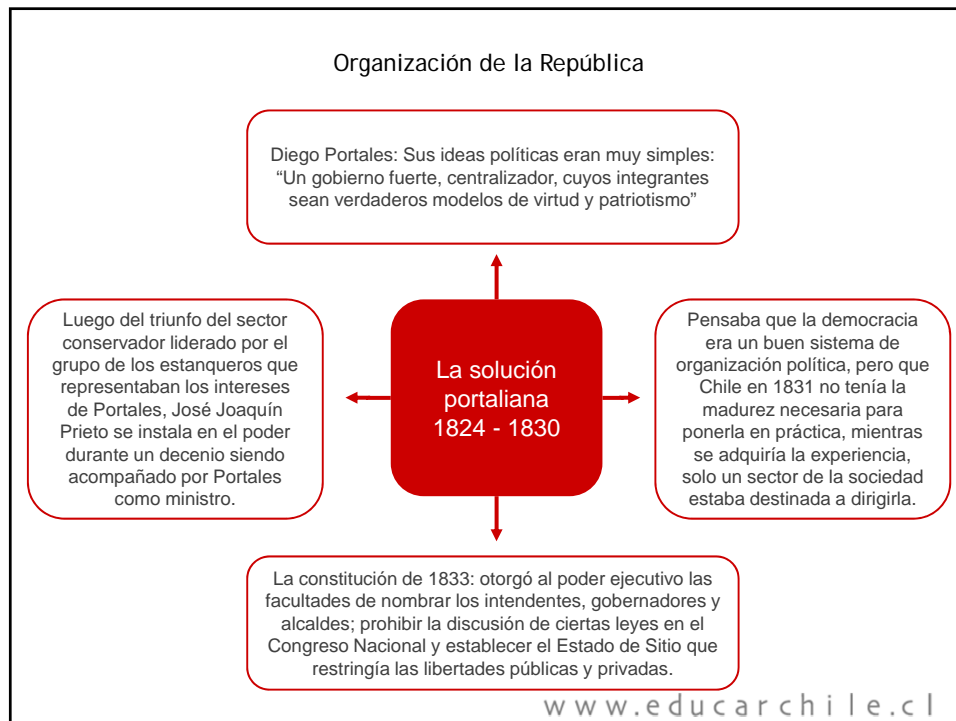 Organización de la República
Diego Portales: Sus ideas políticas eran muy simples:
“Un gobierno fuerte, centralizador, cuyos integrantes
sean verdaderos modelos de virtud y patriotismo”
Luego del triunfo del sector
conservador liderado por el
grupo de los estanqueros que
representaban los intereses
de Portales, José Joaquín
Prieto se instala en el poder
durante un decenio siendo
acompañado por Portales
como ministro.
La solución
portaliana
1824 - 1830
Pensaba que la democracia
era un buen sistema de
organización política, pero que
Chile en 1831 no tenía la
madurez necesaria para
ponerla en práctica, mientras
se adquiría la experiencia,
solo un sector de la sociedad
estaba destinada a dirigirla.
La constitución de 1833: otorgó al poder ejecutivo las
facultades de nombrar los intendentes, gobernadores y
alcaldes; prohibir la discusión de ciertas leyes en el
Congreso Nacional y establecer el Estado de Sitio que
restringía las libertades públicas y privadas.
www.educarchile.cl